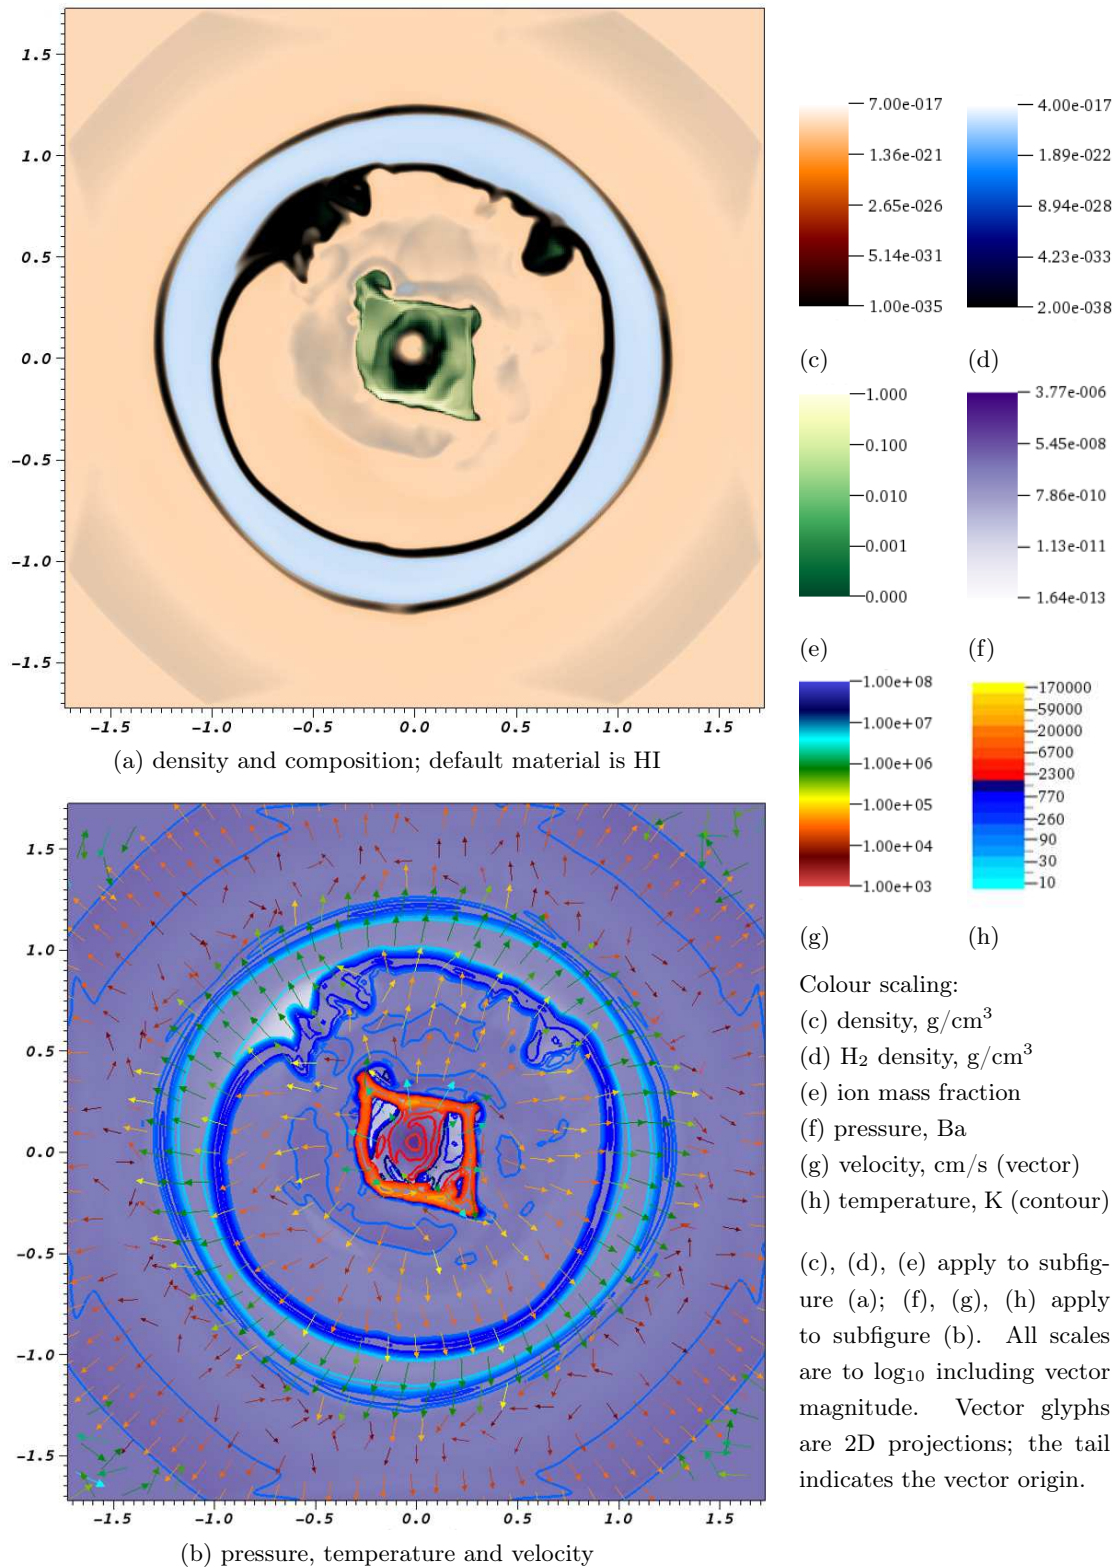 1.5
1.0
0.5
0.0
-0.5
-1.0
-1.5
-1.5 -1.0 -0.5 0.0 0.5 1.0 1.5
(a) density and composition; default material is HI
1.5
1.0
0.5
0.0
-0.5
-1.0
-1.5
-1.5 -1.0 -0.5 0.0 0.5 1.0 1.5
(b) pressure, temperature and velocity
7.00e-017
1.36e-021
2.65e-026
5.14e-031
1.00e-035
(c)
4.00e-017
1.89e-022
8.94e-028
4.23e-033
2.00e-038
(d)
1.000
0.100
0.010
0.001
0.000
(e)
3.77e-006
5.45e-008
7.86e-010
1.13e-011
1.64e-013
(f)
1.00e+08
1.00e+07
1.00e+06
1.00e+05
1.00e+04
1.00e+03
(g)
170000
59000
20000
6700
2300
770
260
90
30
10
(h)
Colour scaling:
(c) density, g/cm³
(d) H₂ density, g/cm³
(e) ion mass fraction
(f) pressure, Ba
(g) velocity, cm/s (vector)
(h) temperature, K (contour)
(c), (d), (e) apply to subfig-
ure (a); (f), (g), (h) apply
to subfigure (b). All scales
are to log₁₀ including vector
magnitude. Vector glyphs
are 2D projections; the tail
indicates the vector origin.